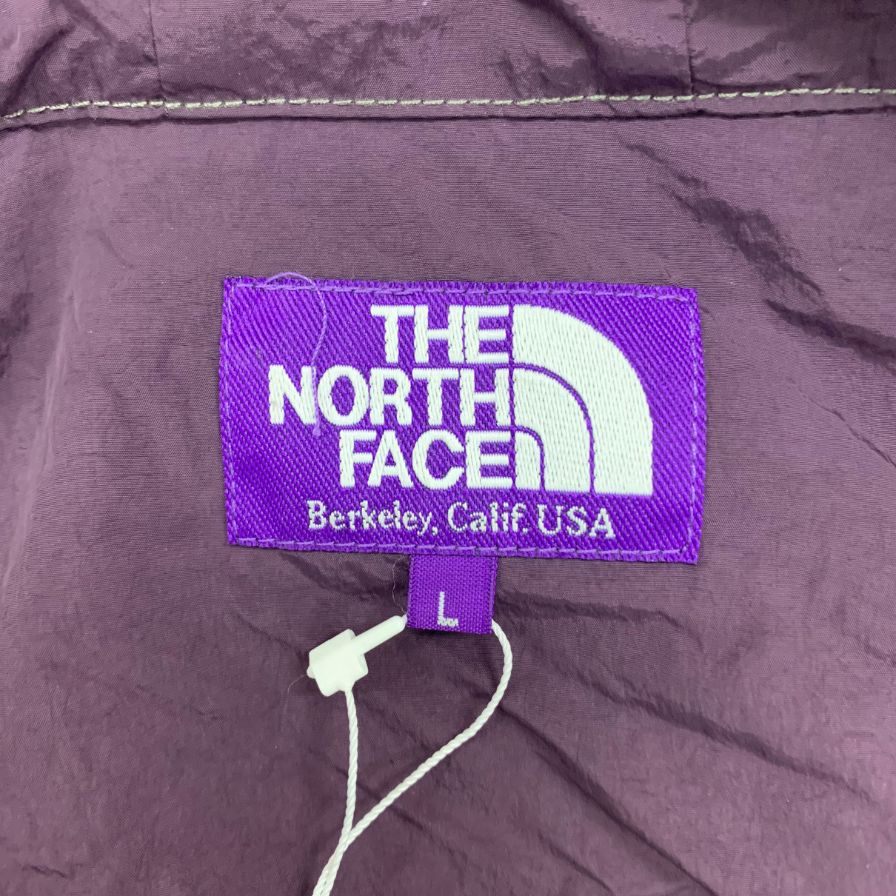 THE
NORTH
FACE
Berkeley, Calif. USA
L